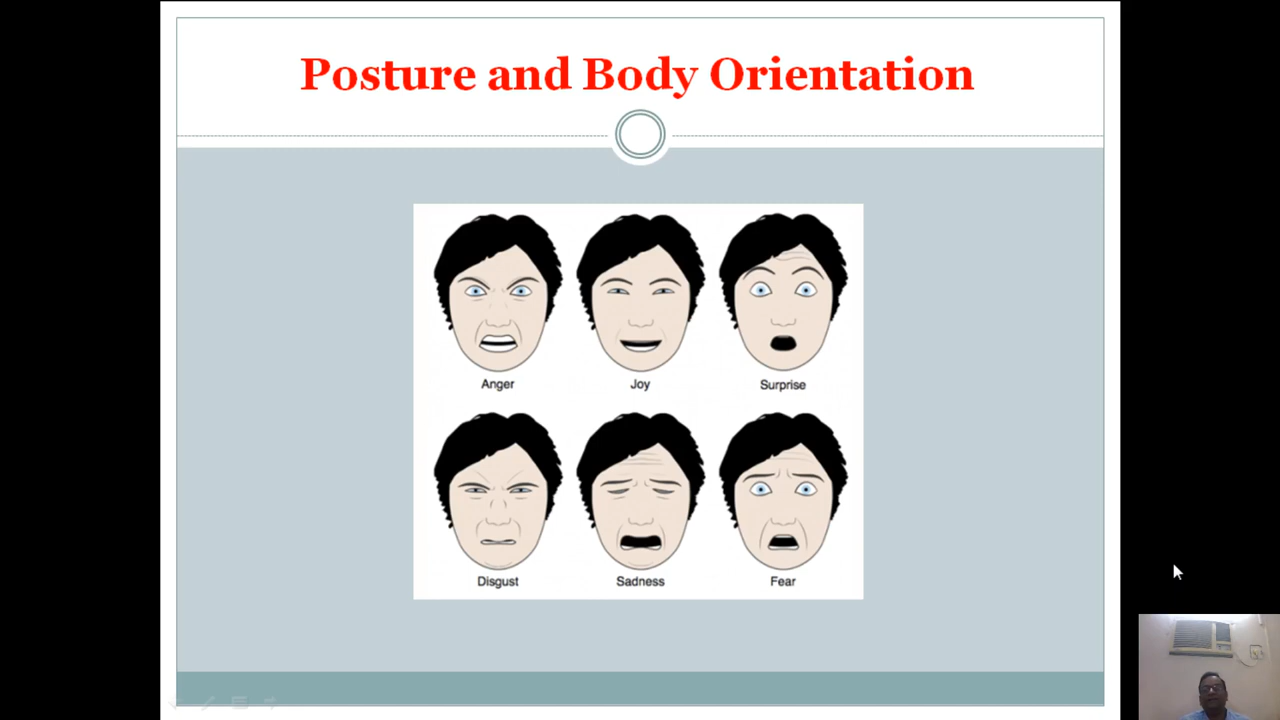 Posture and Body Orientation
Anger Joy Surprise
Disgust Sadness Fear